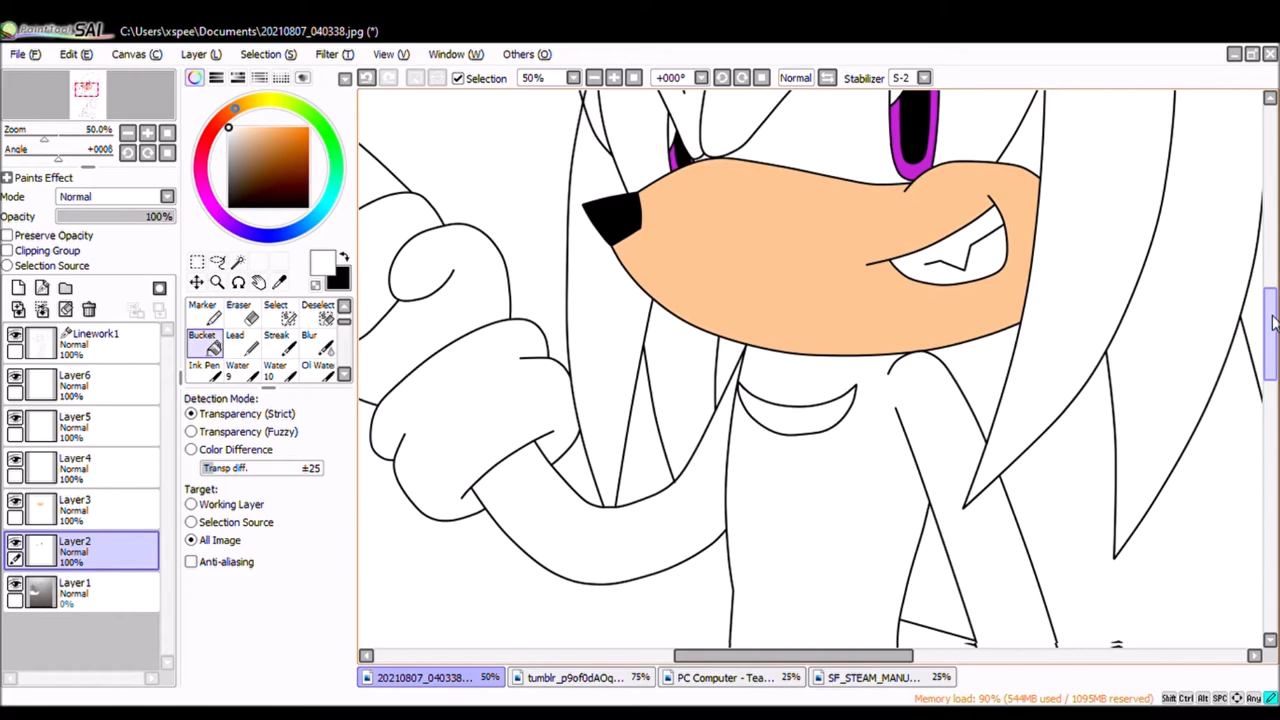 PaintTool SAI C:\Users\xspee\Documents\20210807_040338.jpg (*)
File (F) Edit (E) Canvas (C) Layer (L) Selection (S) Filter (T) View (V) Window (W) Others (O)
Selection 50% +000° Normal Stabilizer S-2
Zoom 50.0%
Angle +000δ
Paints Effect
Mode Normal
Opacity 100%
Preserve Opacity
Clipping Group
Selection Source
Linework1
Normal
100%
Layer6
Normal
100%
Layer5
Normal
100%
Layer4
Normal
100%
Layer3
Normal
100%
Layer2
Normal
100%
Layer1
Normal
0%
Marker Eraser Select Deselect
Bucket Lead Streak Blur
Ink Pen Water Water Oil Wate
9 10
Detection Mode:
Transparency (Strict)
Transparency (Fuzzy)
Color Difference
Transp diff. ±25
Target:
Working Layer
Selection Source
All Image
Anti-aliasing
20210807_040338... 50% tumblr_p9of0dAOq... 75% PC Computer - Tea... 25% SF_STEAM_MANU... 25%
Memory load: 90% (544MB used / 1095MB reserved) Shift Ctrl Alt SPC Any